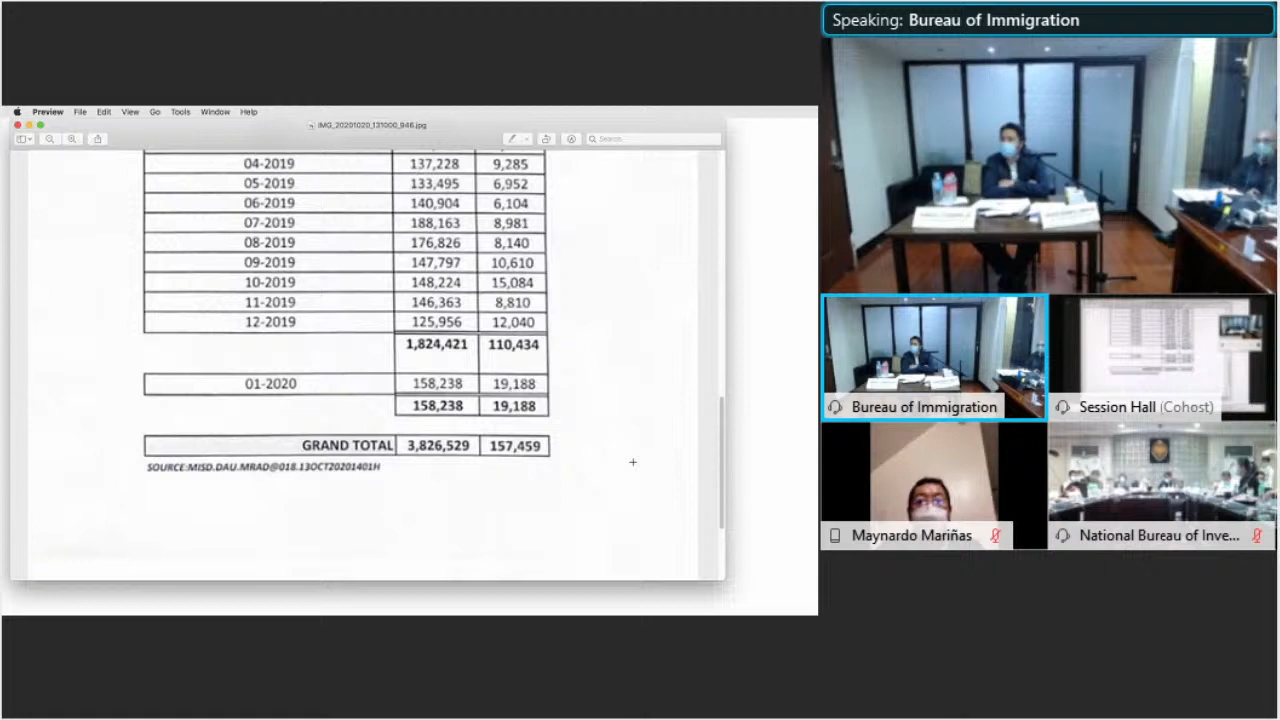 Speaking: Bureau of Immigration
Preview File Edit View Go Tools Window Help
IMG_20201020_131000_946.jpg
Search
04-2019 137,228 9,285
05-2019 133,495 6,952
06-2019 140,904 6,104
07-2019 188,163 8,981
08-2019 176,826 8,140
09-2019 147,797 10,610
10-2019 148,224 15,084
11-2019 146,363 8,810
12-2019 125,956 12,040
1,824,421 110,434
01-2020 158,238 19,188
158,238 19,188
GRAND TOTAL 3,826,529 157,459
SOURCE:MISD.DAU.MRAD@018.13OCT20201401H
Bureau of Immigration
Session Hall (Cohost)
Maynardo Mariñas
National Bureau of Inve...